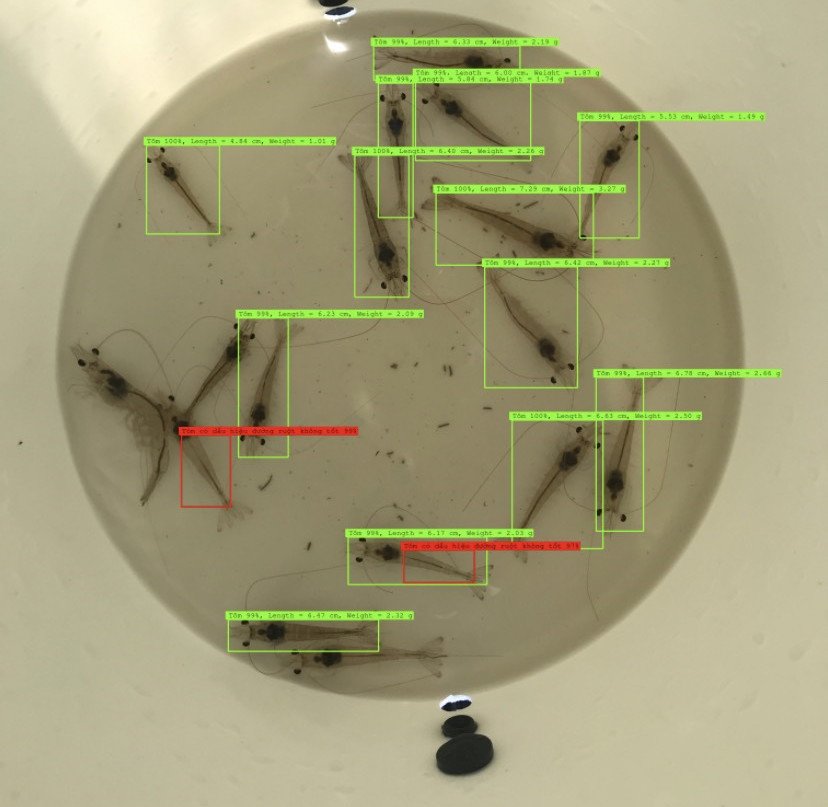 Tôm 99%, Length = 6.33 cm, Weight = 2.19 g
Tôm 99%, Length = 6.00 cm, Weight = 1.87 g
Tôm 99%, Length = 5.84 cm, Weight = 1.74 g
Tôm 99%, Length = 5.53 cm, Weight = 1.49 g
Tôm 100%, Length = 4.84 cm, Weight = 1.01 g
Tôm 100%, Length = 6.40 cm, Weight = 2.26 g
Tôm 100%, Length = 7.29 cm, Weight = 3.27 g
Tôm 99%, Length = 6.42 cm, Weight = 2.27 g
Tôm 99%, Length = 6.23 cm, Weight = 2.09 g
Tôm 99%, Length = 6.78 cm, Weight = 2.66 g
Tôm 100%, Length = 6.63 cm, Weight = 2.50 g
Tôm có dấu hiệu đường ruột không tốt 99%
Tôm 99%, Length = 6.17 cm, Weight = 2.03 g
Tôm có dấu hiệu đường ruột không tốt 97%
Tôm 99%, Length = 6.47 cm, Weight = 2.32 g